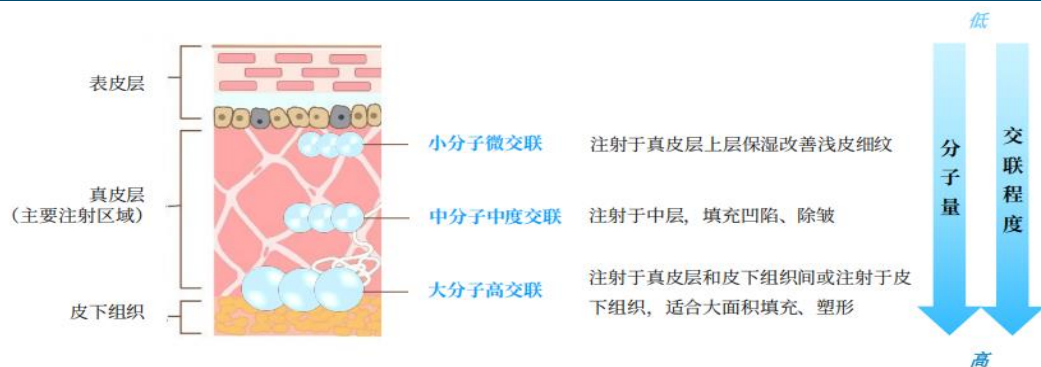 低
表皮层
小分子微交联
注射于真皮层上层保湿改善浅皮细纹
真皮层
（主要注射区域）
中分子中度交联
注射于中层，填充凹陷、除皱
大分子高交联
注射于真皮层和皮下组织间或注射于皮
下组织，适合大面积填充、塑形
皮下组织
分子量
交联程度
高